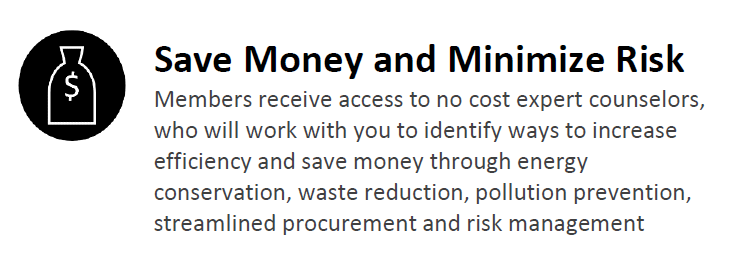 $
Save Money and Minimize Risk
Members receive access to no cost expert counselors,
who will work with you to identify ways to increase
efficiency and save money through energy
conservation, waste reduction, pollution prevention,
streamlined procurement and risk management